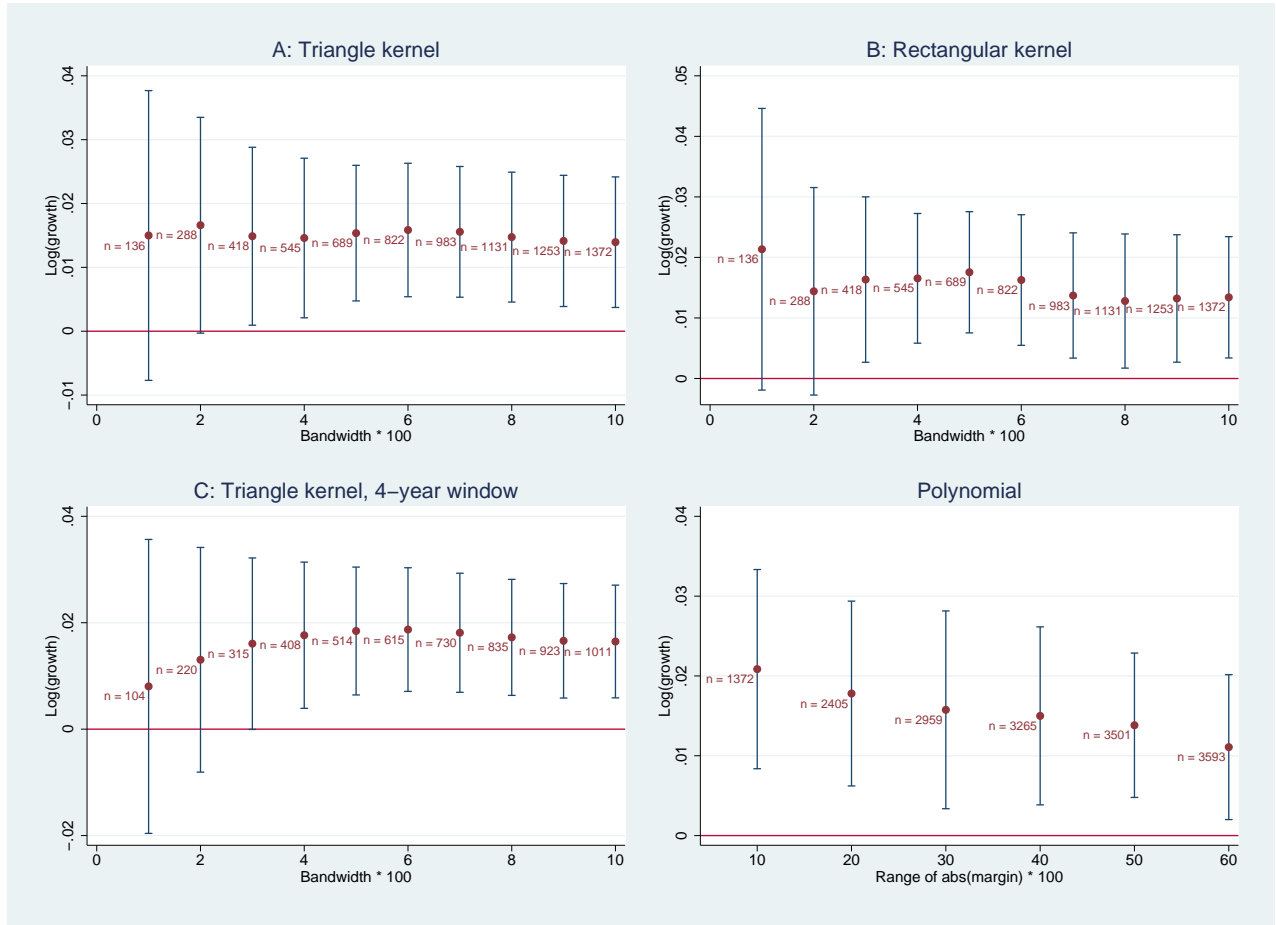 A: Triangle kernel
Log(growth)
.04
.03
.02
.01
0
−.01
n = 136
n = 288
n = 418
n = 545
n = 689
n = 822
n = 983
n = 1131
n = 1253
n = 1372
0 2 4 6 8 10
Bandwidth * 100
B: Rectangular kernel
Log(growth)
.05
.04
.03
.02
.01
0
n = 136
n = 288
n = 418
n = 545
n = 689
n = 822
n = 983
n = 1131
n = 1253
n = 1372
0 2 4 6 8 10
Bandwidth * 100
C: Triangle kernel, 4−year window
Log(growth)
.04
.02
0
−.02
n = 104
n = 220
n = 315
n = 408
n = 514
n = 615
n = 730
n = 835
n = 923
n = 1011
0 2 4 6 8 10
Bandwidth * 100
Polynomial
Log(growth)
.04
.03
.02
.01
0
n = 1372
n = 2405
n = 2959
n = 3265
n = 3501
n = 3593
10 20 30 40 50 60
Range of abs(margin) * 100